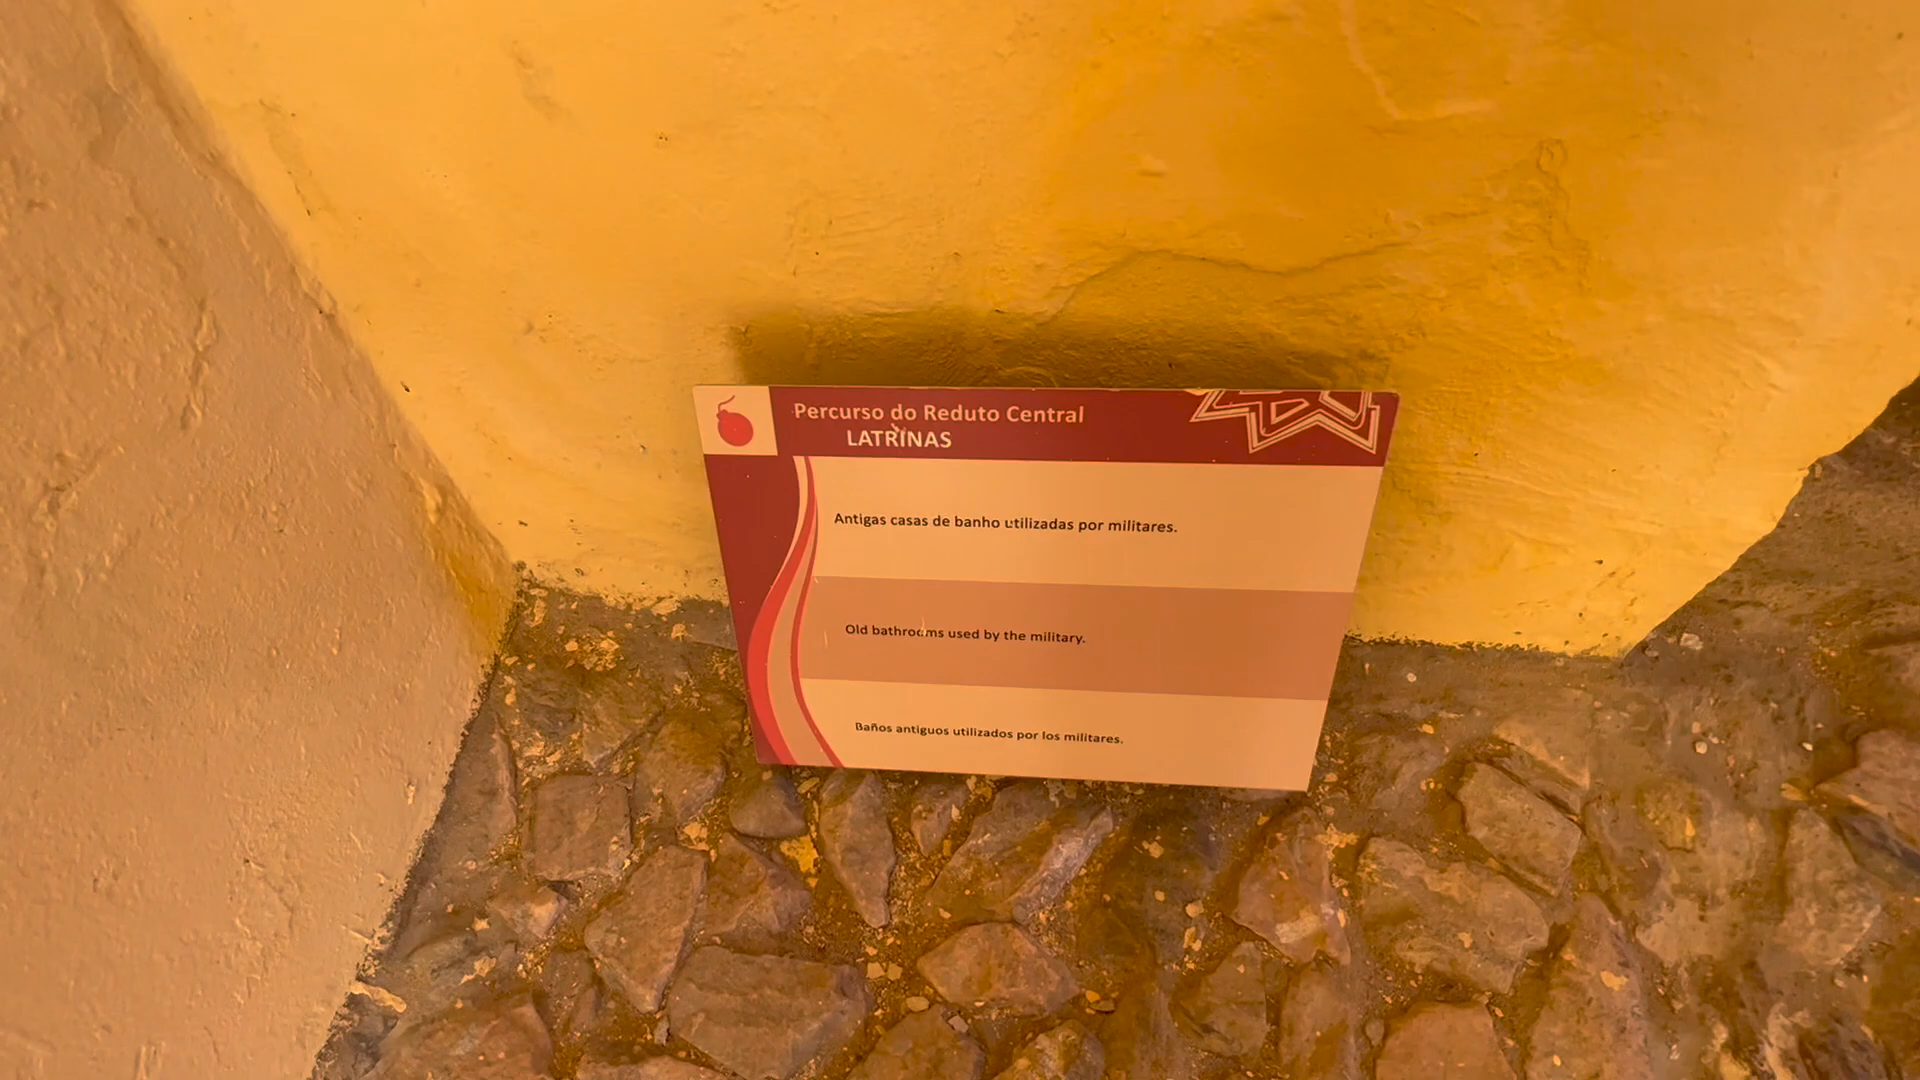 Percurso do Reduto Central
LATRINAS
Antigas casas de banho utilizadas por militares.
Old bathrooms used by the military.
Baños antiguos utilizados por los militares.